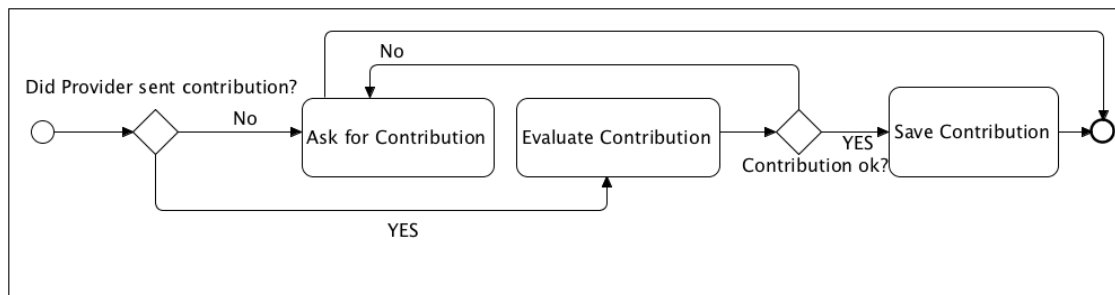 No
Did Provider sent contribution?
No
Ask for Contribution
Evaluate Contribution
YES
Contribution ok?
Save Contribution
YES